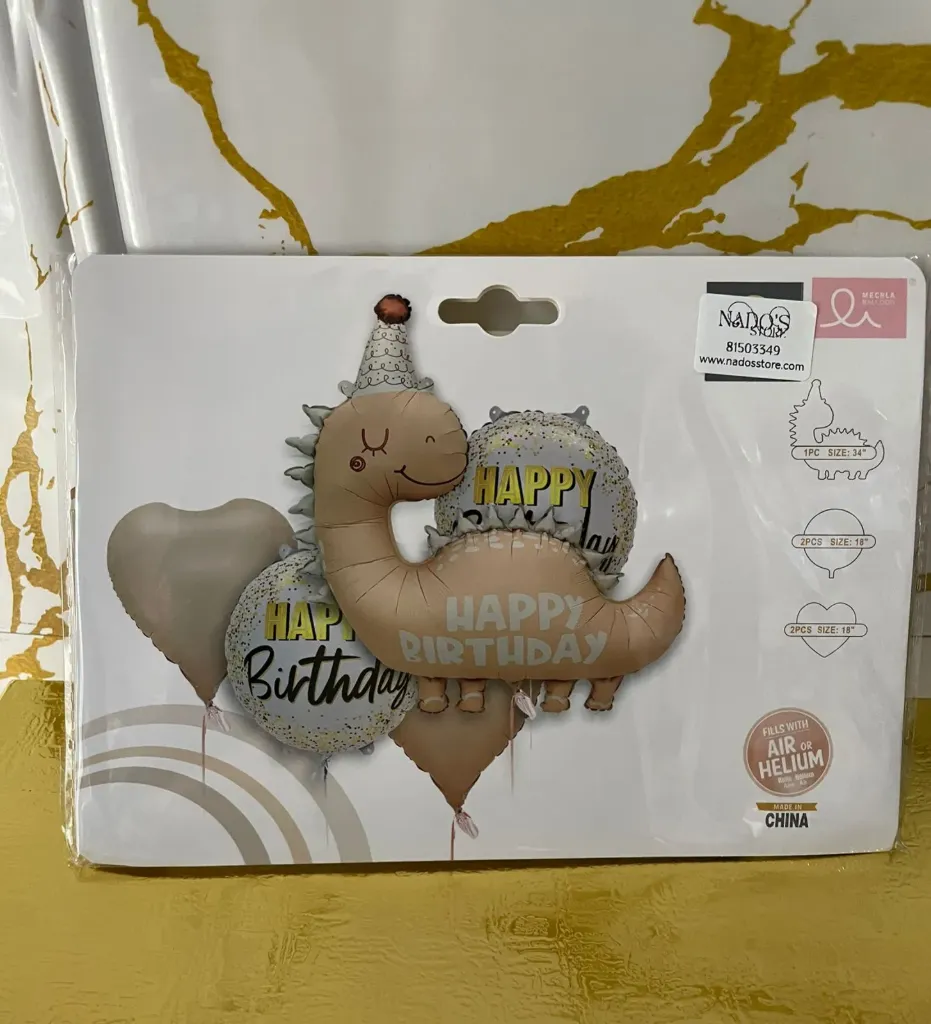 NADO'S
STORE
81503349
www.nadosstore.com
MECHLA
BALLOON
1PC SIZE: 34"
HAPPY
HAPPY
BIRTHDAY
HAPPY
Birthday
2PCS SIZE: 18"
2PCS SIZE: 18"
FILLS WITH
AIR OR
HELIUM
MADE IN
CHINA